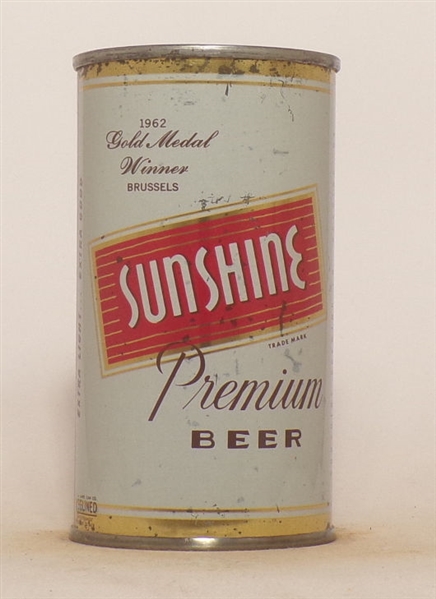 1962
Gold Medal
Winner
BRUSSELS
SUNSHINE
TRADE MARK
Premium
BEER